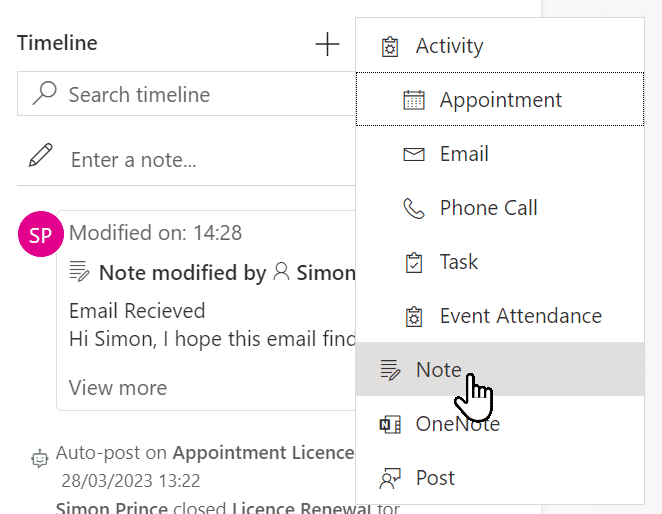 Timeline
Search timeline
Enter a note...
SP
Modified on: 14:28
Note modified by Simon
Email Recieved
Hi Simon, I hope this email find
View more
Auto-post on Appointment Licence
28/03/2023 13:22
Simon Prince closed Licence Renewal for
Activity
Appointment
Email
Phone Call
Task
Event Attendance
Note
OneNote
Post